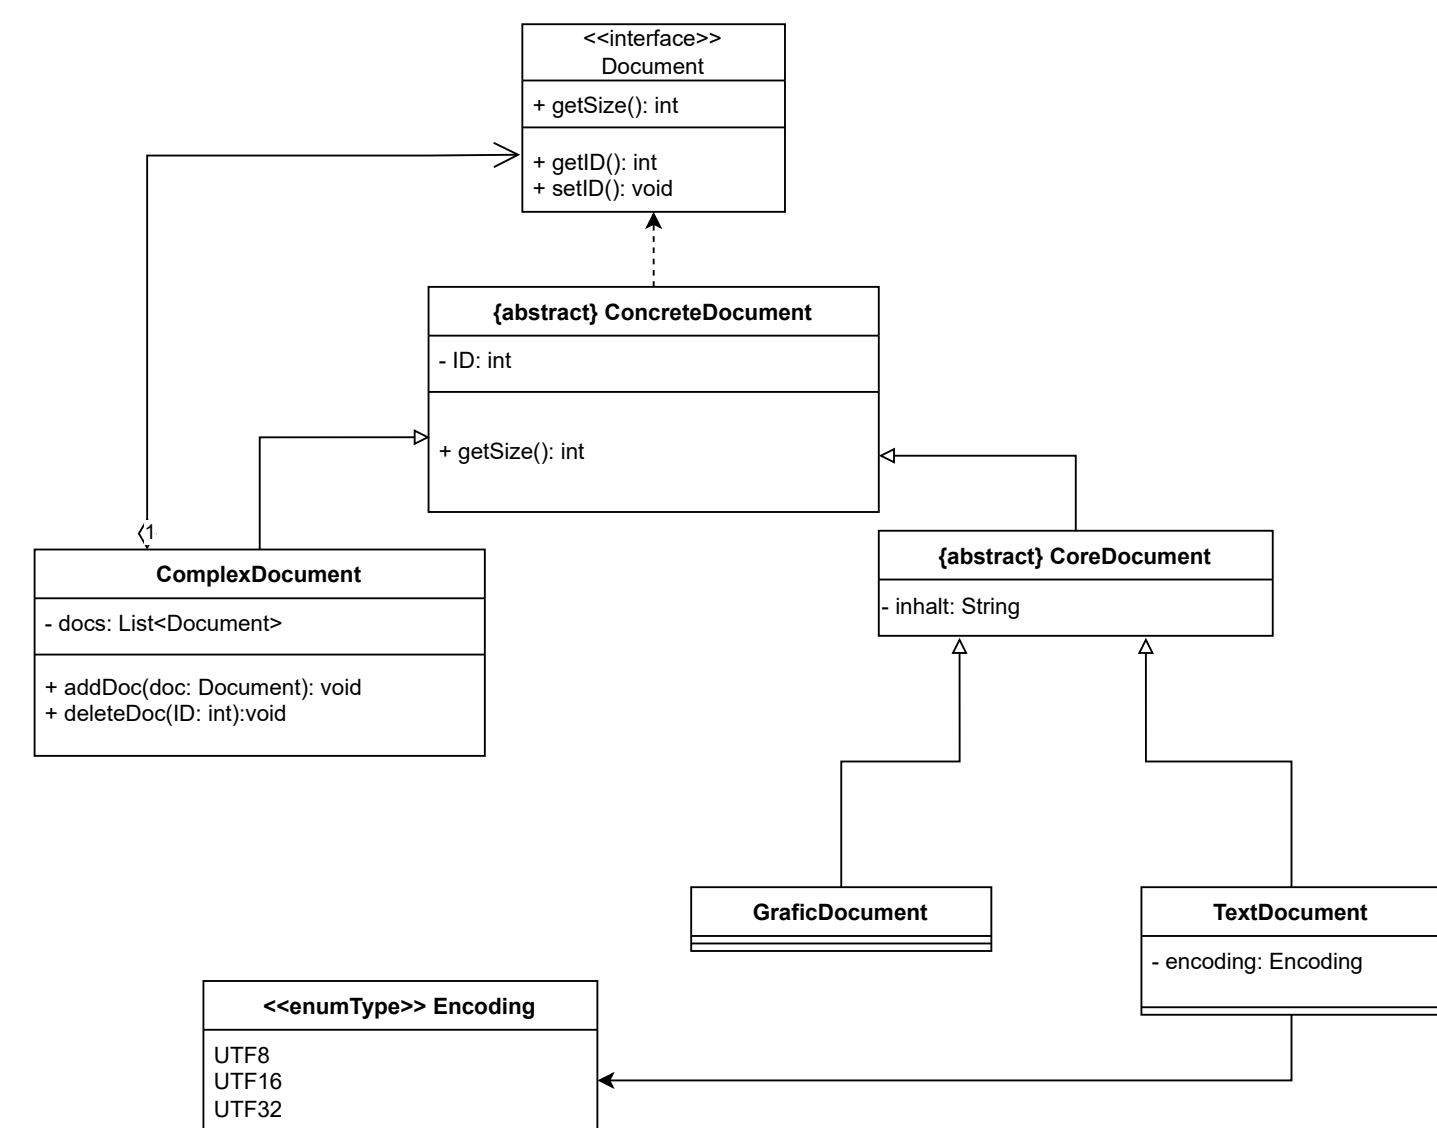 <<interface>>
Document
+ getSize(): int
+ getID(): int
+ setID(): void
{abstract} ConcreteDocument
- ID: int
+ getSize(): int
1
ComplexDocument
- docs: List<Document>
+ addDoc(doc: Document): void
+ deleteDoc(ID: int):void
{abstract} CoreDocument
- inhalt: String
GraficDocument
TextDocument
- encoding: Encoding
<<enumType>> Encoding
UTF8
UTF16
UTF32